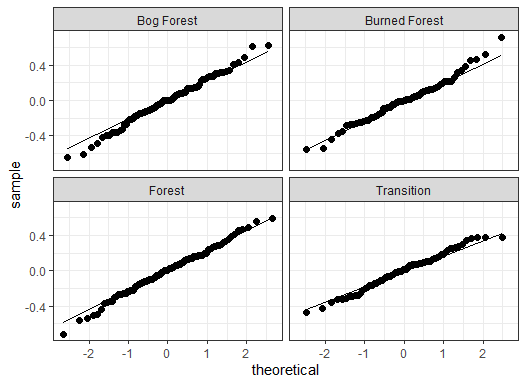 Bog Forest
Burned Forest
0.4
0.0
-0.4
sample
Forest
Transition
0.4
0.0
-0.4
-2 -1 0 1 2 -2 -1 0 1 2
theoretical